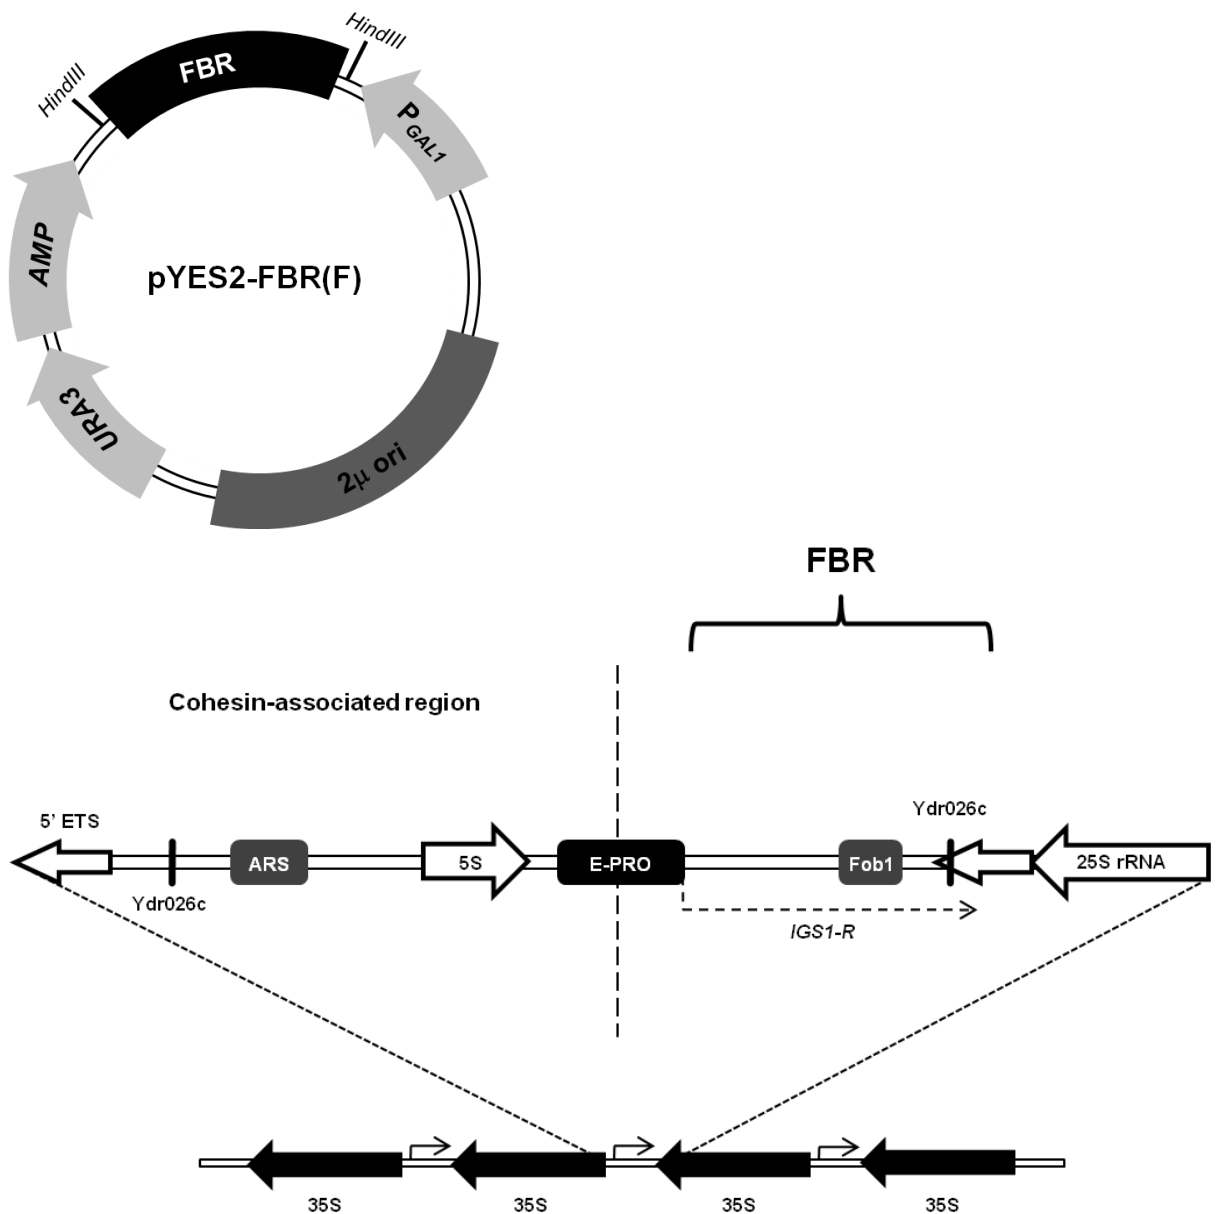 HindIII
HindIII
FBR
PGAL1
AMP
pYES2-FBR(F)
URA3
2μ ori
FBR
Cohesin-associated region
5' ETS
Ydr026c
ARS
5S
E-PRO
Fob1
25S rRNA
Ydr026c
IGS1-R
35S
35S
35S
35S